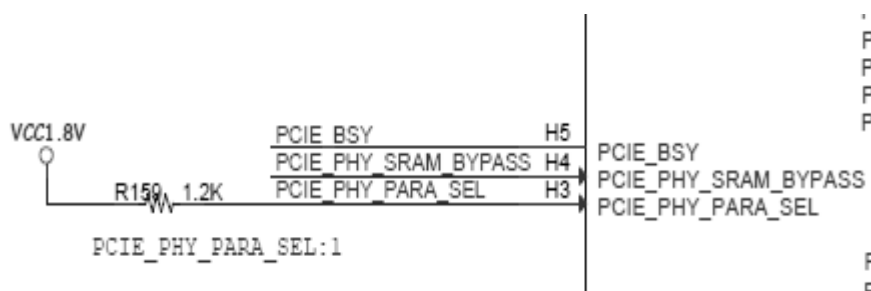 VCC1.8V
PCIE_BSY H5
PCIE_BSY
PCIE_PHY_SRAM_BYPASS H4
PCIE_PHY_SRAM_BYPASS
R159 1.2K
PCIE_PHY_PARA_SEL H3
PCIE_PHY_PARA_SEL
PCIE_PHY_PARA_SEL:1